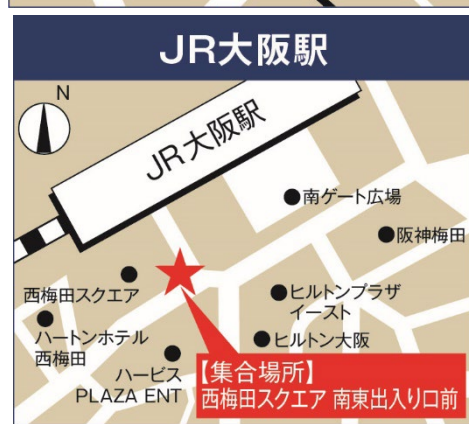 JR大阪駅
N
JR大阪駅
南ゲート広場
阪神梅田
西梅田スクエア
ヒルトンプラザ
イースト
ハートンホテル
西梅田
ヒルトン大阪
ハービス
PLAZA ENT
【集合場所】
西梅田スクエア 南東出入り口前